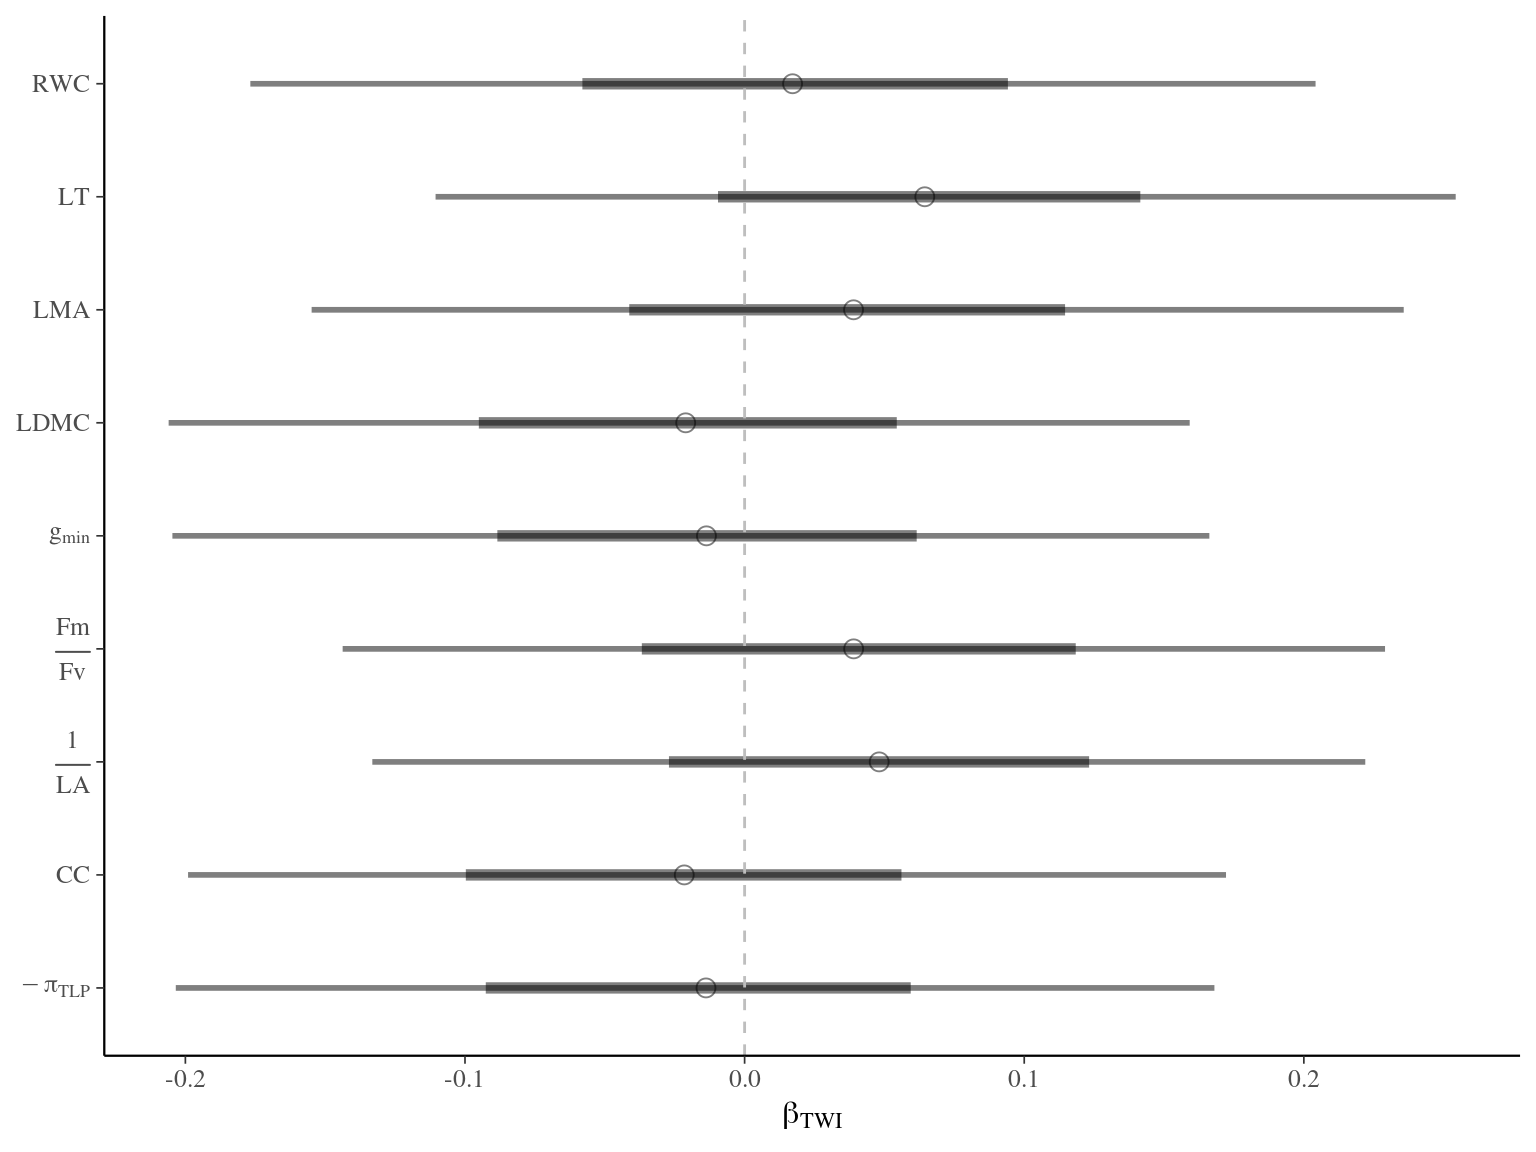 RWC
LT
LMA
LDMC
gmin
Fm
Fv
1
LA
CC
− πTLP
-0.2 -0.1 0.0 0.1 0.2
βTWI